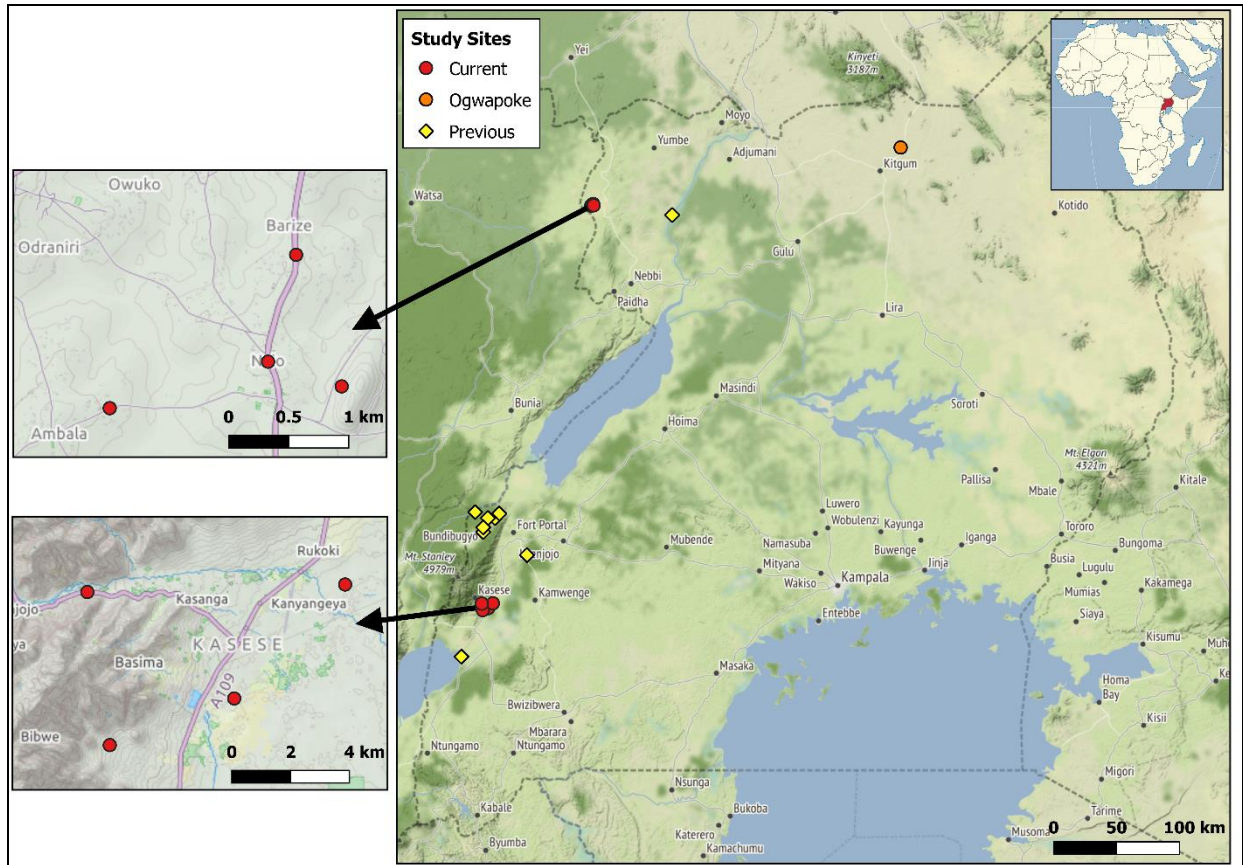 Study Sites
Current
Ogwapoke
Previous
Yei
Kinyeti
3187m
Moyo
Yumbe
Adjumani
Kitgum
Watsa
Kotido
Gulu
Nebbi
Paidha
Lira
Masindi
Bunia
Soroti
Hoima
Mt. Elgon
4321m
Pallisa
Mbale
Kitale
Luwero
Wobulenzi
Kayunga
Bundibugyo
Fort Portal
Tororo
Namasuba
Iganga
Bungoma
Mt. Stanley
4979m
enjojo
Mubende
Buwenge
Busia
Lugulu
Mityana
Jinja
Kakamega
Wakiso
Kampala
Mumias
Kasese
Kamwenge
Siaya
Entebbe
Kisumu
Muh
Masaka
Homa
Bay
Ke
Bwizibwera
Kisii
Mbarara
Ntungamo
Ntungamo
Migori
Nsunga
Kabale
Bukoba
Tarime
Katerero
Musoma
Byumba
Kamachumu
0 50 100 km
Owuko
Barize
Odraniri
N o
Ambala
0 0.5 1 km
Rukoki
njojo
Kasanga
Kanyangeya
ya
KASESE
Basima
A109
Bibwe
0 2 4 km